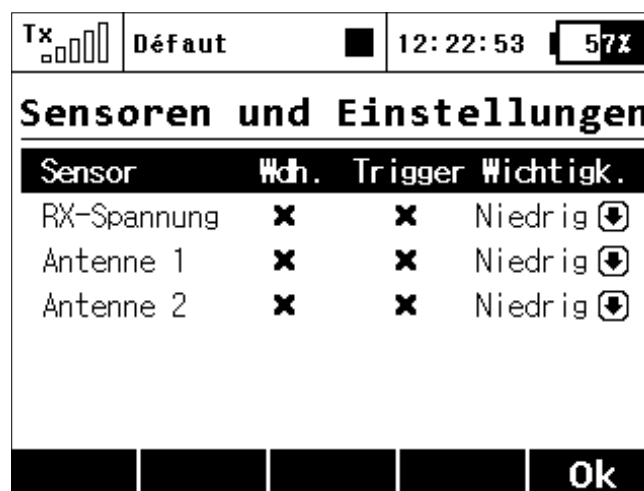 Tx Défaut 12:22:53 57%
Sensoren und Einstellungen
Sensor Wdh. Trigger Wichtigk.
RX-Spannung Niedrig
Antenne 1 Niedrig
Antenne 2 Niedrig
Ok